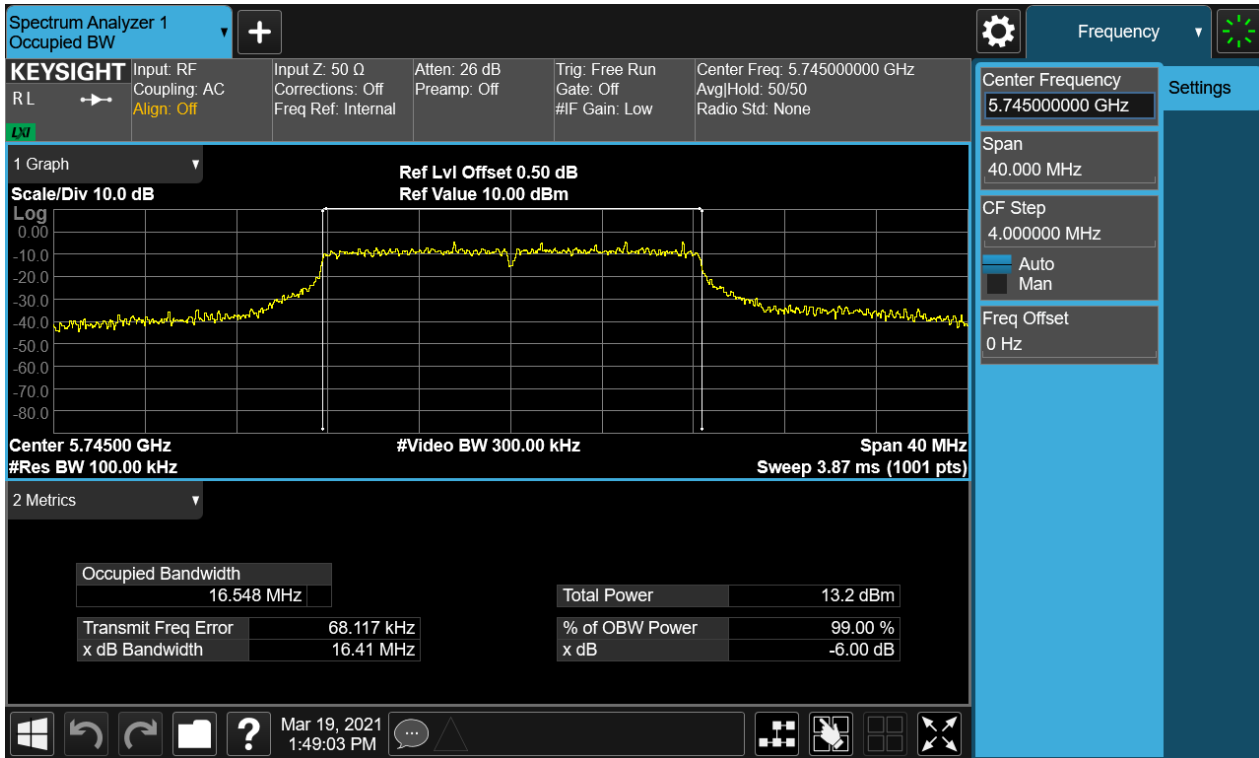 Spectrum Analyzer 1
Occupied BW
Frequency
KEYSIGHT
R L
LXI
Input: RF
Coupling: AC
Align: Off
Input Z: 50 Ω
Corrections: Off
Freq Ref: Internal
Atten: 26 dB
Preamp: Off
Trig: Free Run
Gate: Off
#IF Gain: Low
Center Freq: 5.745000000 GHz
Avg|Hold: 50/50
Radio Std: None
1 Graph
Scale/Div 10.0 dB
Ref Lvl Offset 0.50 dB
Ref Value 10.00 dBm
Log
0.00
-10.0
-20.0
-30.0
-40.0
-50.0
-60.0
-70.0
-80.0
Center 5.74500 GHz
#Video BW 300.00 kHz
Span 40 MHz
#Res BW 100.00 kHz
Sweep 3.87 ms (1001 pts)
2 Metrics
Occupied Bandwidth
16.548 MHz
Total Power 13.2 dBm
Transmit Freq Error 68.117 kHz
% of OBW Power 99.00 %
x dB Bandwidth 16.41 MHz
x dB -6.00 dB
Mar 19, 2021
1:49:03 PM
?
Center Frequency
5.745000000 GHz
Span
40.000 MHz
CF Step
4.000000 MHz
Auto
Man
Freq Offset
0 Hz
Settings